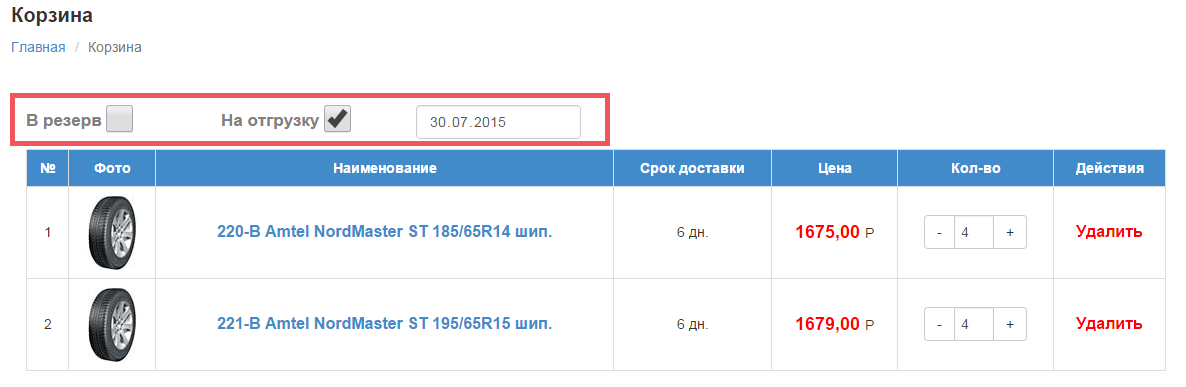 Корзина
Главная / Корзина
В резерв На отгрузку 30.07.2015
№ Фото Наименование Срок доставки Цена Кол-во Действия
1 220-B Amtel NordMaster ST 185/65R14 шип. 6 дн. 1675,00 Р - 4 + Удалить
2 221-B Amtel NordMaster ST 195/65R15 шип. 6 дн. 1679,00 Р - 4 + Удалить